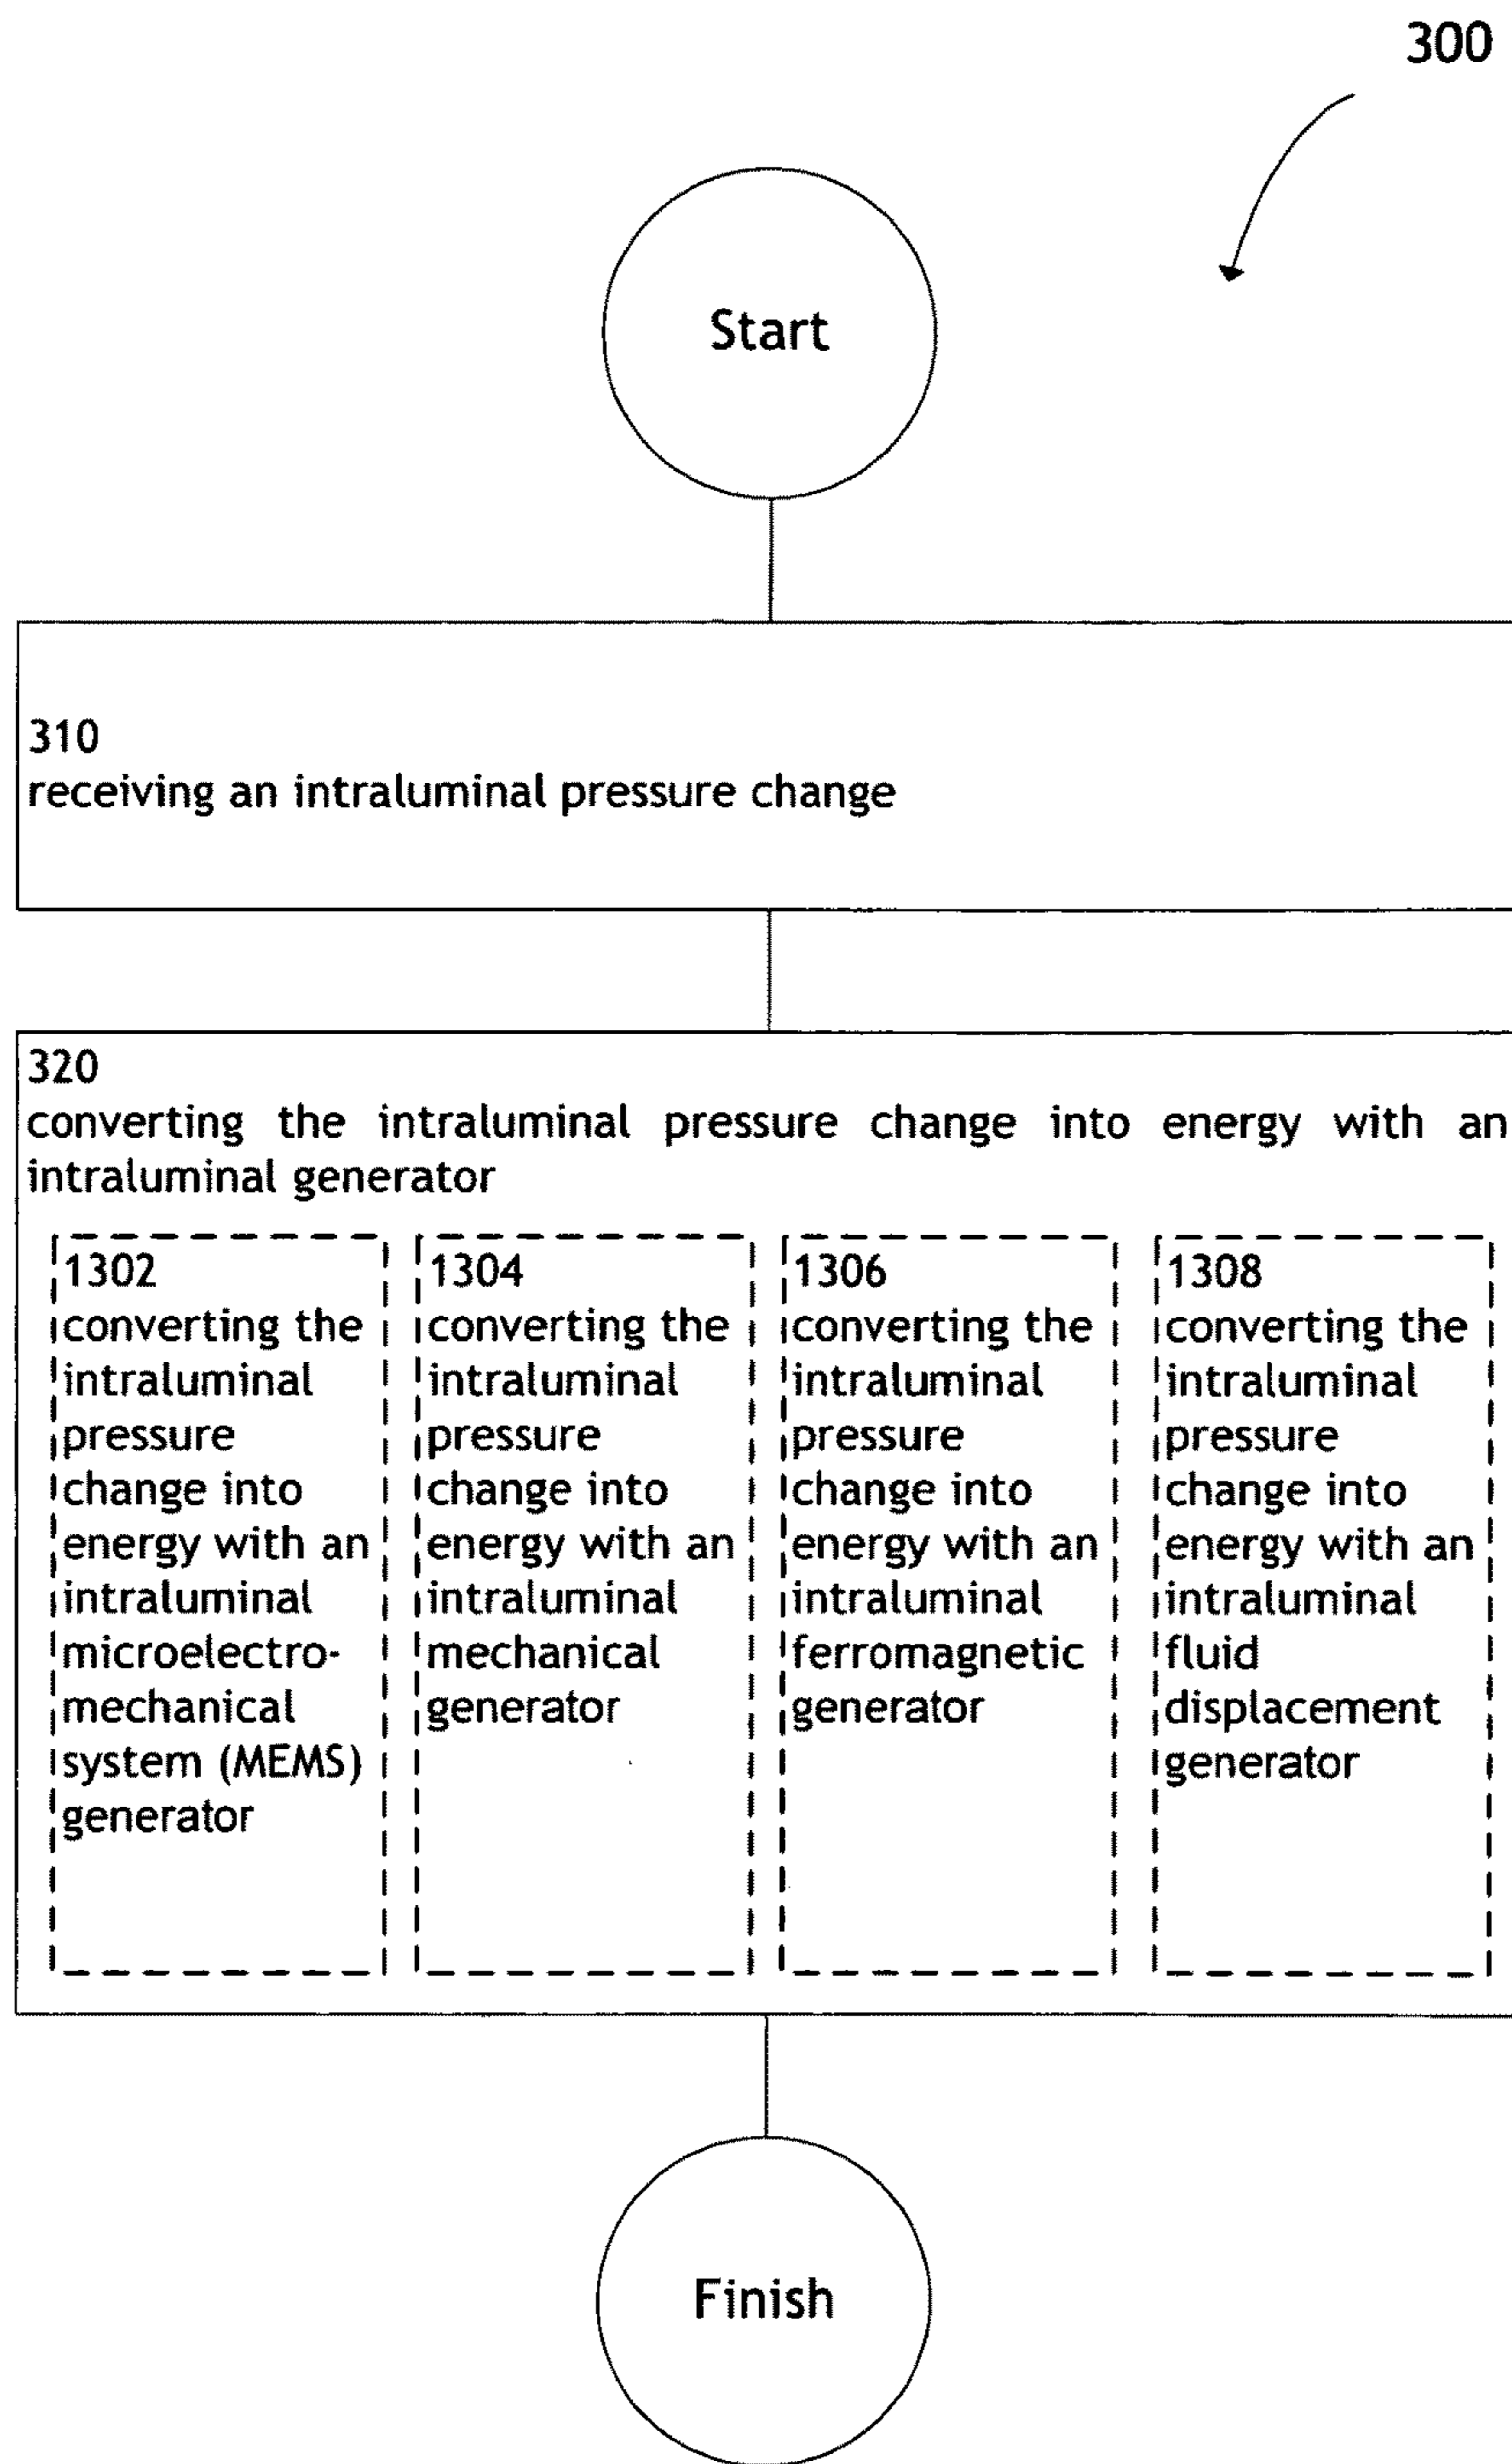 300
Start
310
receiving an intraluminal pressure change
320
converting the intraluminal pressure change into energy with an
intraluminal generator
1302
converting the
intraluminal
pressure
change into
energy with an
intraluminal
microelectro-
mechanical
system (MEMS)
generator
1304
converting the
intraluminal
pressure
change into
energy with an
intraluminal
mechanical
generator
1306
converting the
intraluminal
pressure
change into
energy with an
intraluminal
ferromagnetic
generator
1308
converting the
intraluminal
pressure
change into
energy with an
intraluminal
fluid
displacement
generator
Finish